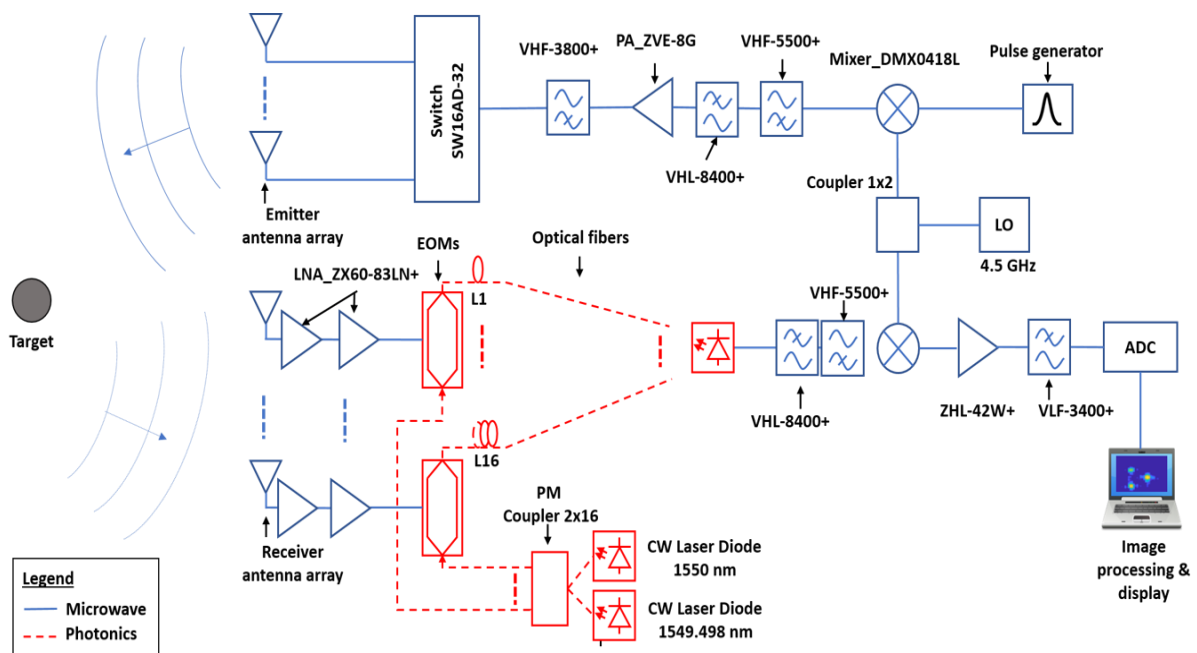 VHF-3800+
PA_ZVE-8G
VHF-5500+
Mixer_DMX0418L
Pulse generator
Switch
SW16AD-32
VHL-8400+
Coupler 1x2
LO
4.5 GHz
Emitter
antenna array
EOMs
Optical fibers
LNA_ZX60-83LN+
L1
VHF-5500+
Target
ADC
VHL-8400+
ZHL-42W+
VLF-3400+
L16
PM
Coupler 2x16
Receiver
antenna array
CW Laser Diode
1550 nm
CW Laser Diode
1549.498 nm
Image
processing &
display
Legend
Microwave
Photonics